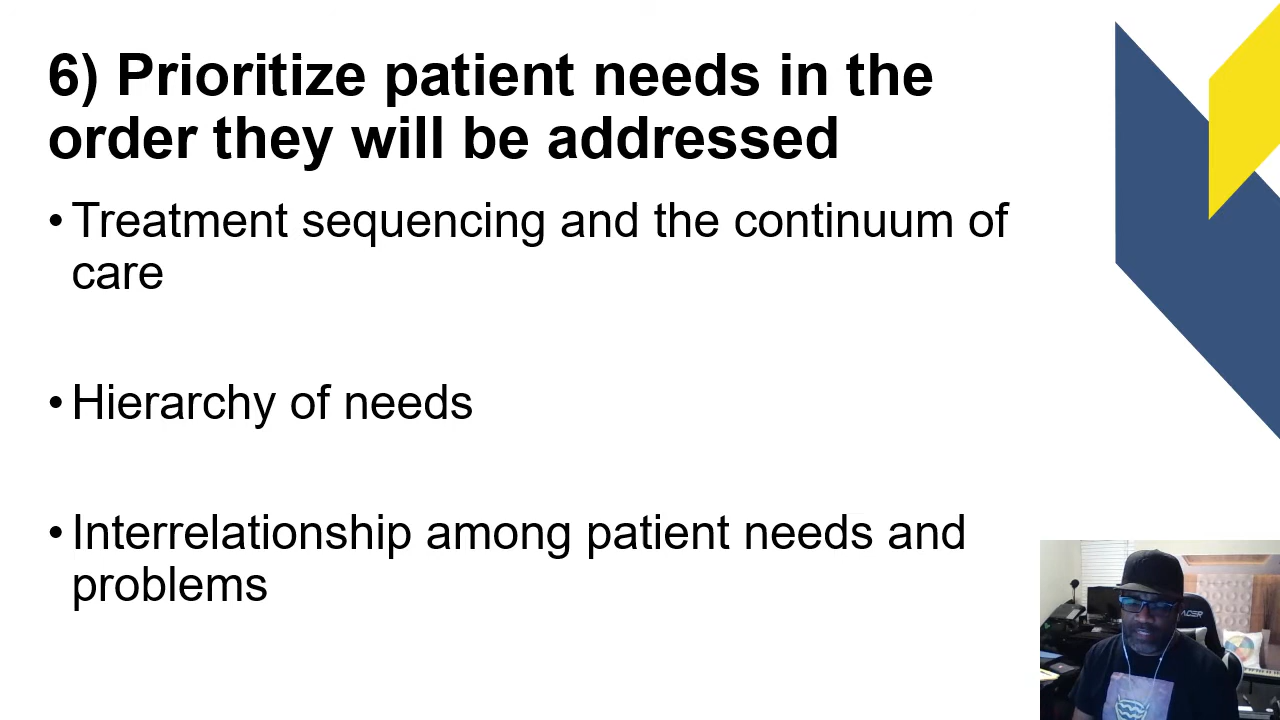 6) Prioritize patient needs in the
order they will be addressed
• Treatment sequencing and the continuum of
care
• Hierarchy of needs
• Interrelationship among patient needs and
problems